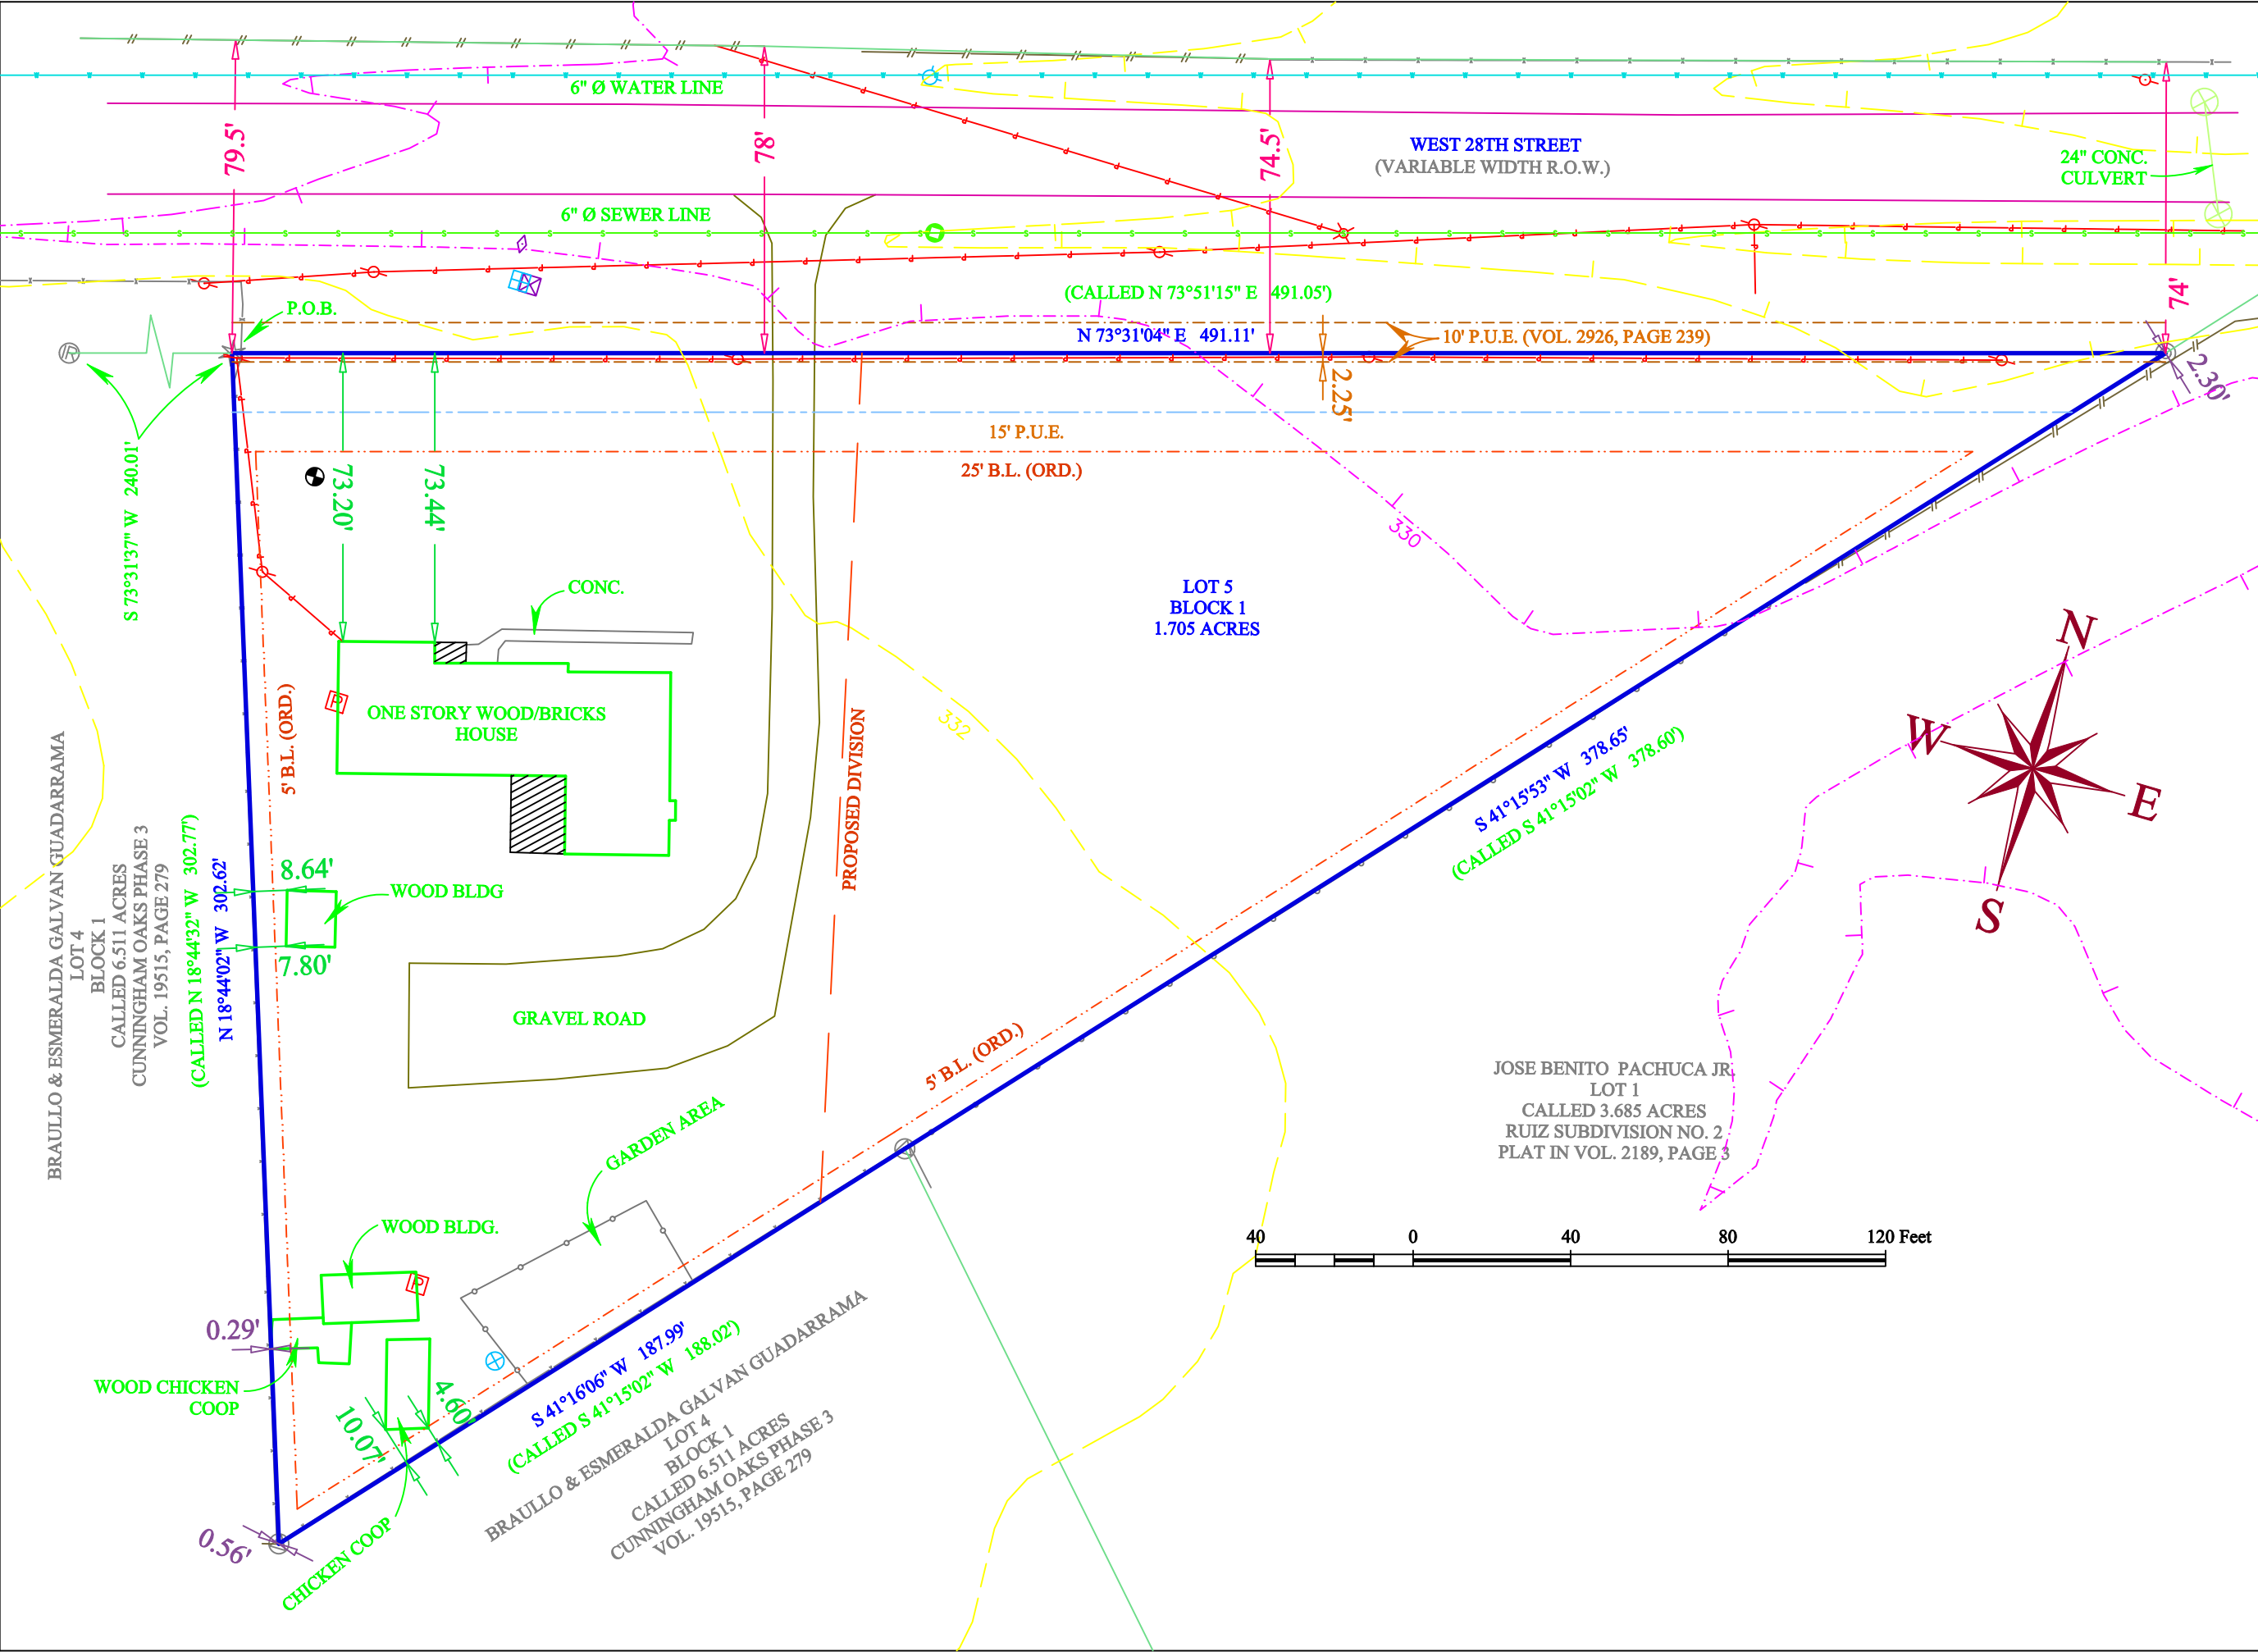 6" Ø WATER LINE
79.5'
78'
74.5'
WEST 28TH STREET
(VARIABLE WIDTH R.O.W.)
24" CONC.
CULVERT
74'
6" Ø SEWER LINE
P.O.B.
(CALLED N 73°51'15" E 491.05')
N 73°31'04" E 491.11'
10' P.U.E. (VOL. 2926, PAGE 239)
2.25'
2.30'
15' P.U.E.
25' B.L. (ORD.)
S 73°31'37" W 240.01'
73.20'
73.44'
330
CONC.
LOT 5
BLOCK 1
1.705 ACRES
N
W
E
S
5' B.L. (ORD.)
P
ONE STORY WOOD/BRICKS
HOUSE
PROPOSED DIVISION
332
S 41°15'53" W 378.65'
(CALLED S 41°15'02" W 378.60')
BRAULLO & ESMERALDA GALVAN GUADARRAMA
LOT 4
BLOCK 1
CALLED 6.511 ACRES
CUNNINGHAM OAKS PHASE 3
VOL. 19515, PAGE 279
(CALLED N 18°44'32" W 302.77')
N 18°44'02" W 302.62'
8.64'
WOOD BLDG
7.80'
GRAVEL ROAD
5' B.L. (ORD.)
JOSE BENITO PACHUCA JR.
LOT 1
CALLED 3.685 ACRES
RUIZ SUBDIVISION NO. 2
PLAT IN VOL. 2189, PAGE 3
GARDEN AREA
WOOD BLDG.
P
40 0 40 80 120 Feet
0.29'
WOOD CHICKEN
COOP
10.07'
4.60'
S 41°16'06" W 187.99'
(CALLED S 41°15'02" W 188.02')
BRAULLO & ESMERALDA GALVAN GUADARRAMA
LOT 4
BLOCK 1
CALLED 6.511 ACRES
CUNNINGHAM OAKS PHASE 3
VOL. 19515, PAGE 279
0.56'
CHICKEN COOP